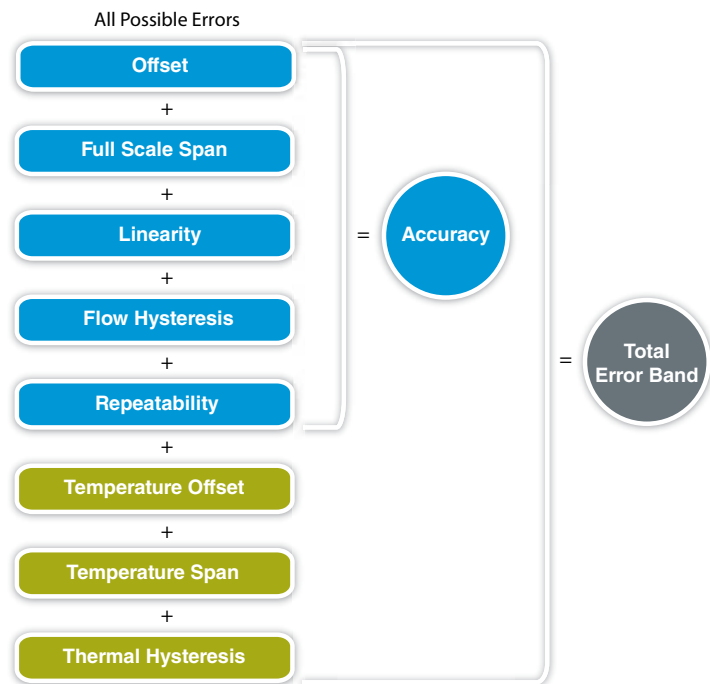 All Possible Errors
Offset
+
Full Scale Span
+
Linearity
+
Flow Hysteresis
+
Repeatability
+
Temperature Offset
+
Temperature Span
+
Thermal Hysteresis
=
Accuracy
=
Total
Error Band